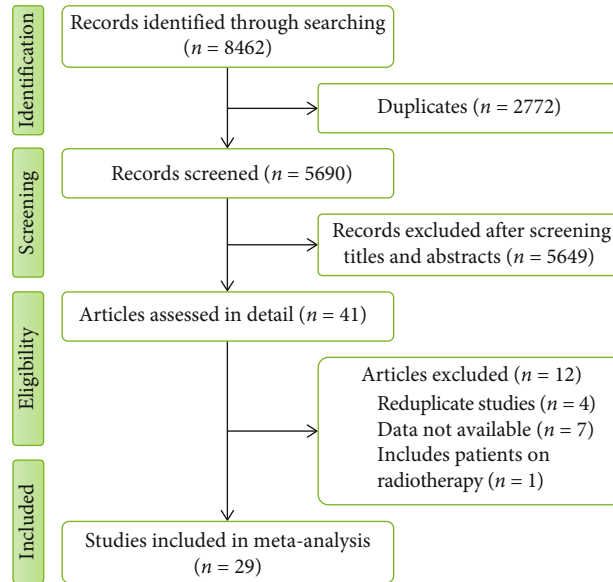 Identification
Records identified through searching
(n = 8462)
Duplicates (n = 2772)
Screening
Records screened (n = 5690)
Records excluded after screening
titles and abstracts (n = 5649)
Eligibility
Articles assessed in detail (n = 41)
Articles excluded (n = 12)
Reduplicate studies (n = 4)
Data not available (n = 7)
Includes patients on
radiotherapy (n = 1)
Included
Studies included in meta-analysis
(n = 29)